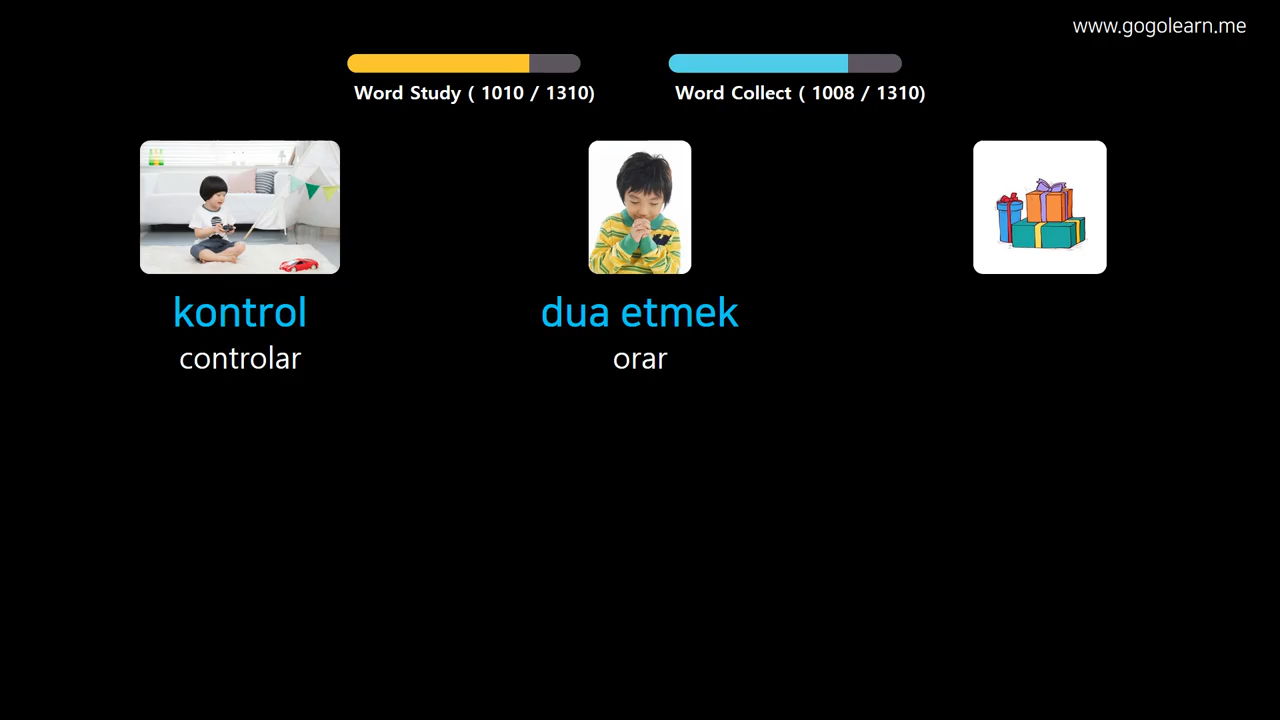 www.gogolearn.me
Word Study ( 1010 / 1310)
Word Collect ( 1008 / 1310)
kontrol
controlar
dua etmek
orar